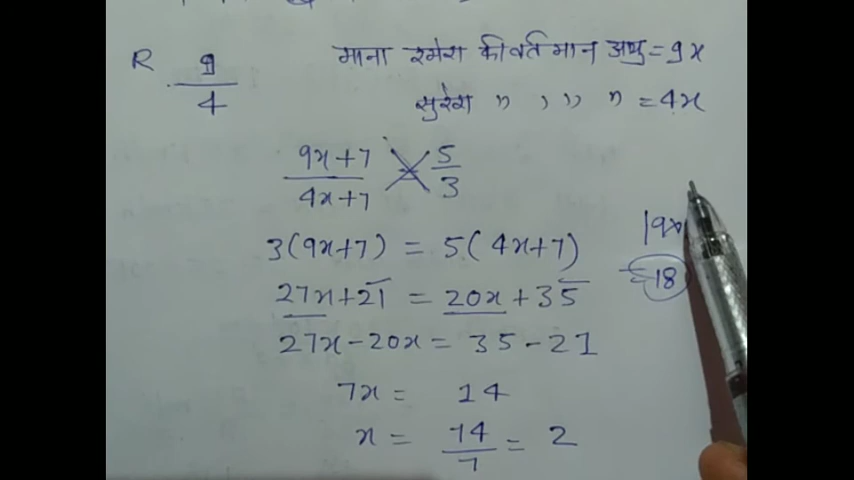 R 9/4 माना रमेश की वर्तमान आयु = 9x
सुरेश " " " = 4x
(9x+7)/(4x+7) = 5/3
3(9x+7) = 5(4x+7)
27x+21 = 20x+35
27x-20x = 35-21
7x = 14
x = 14/7 = 2
9x
= 18